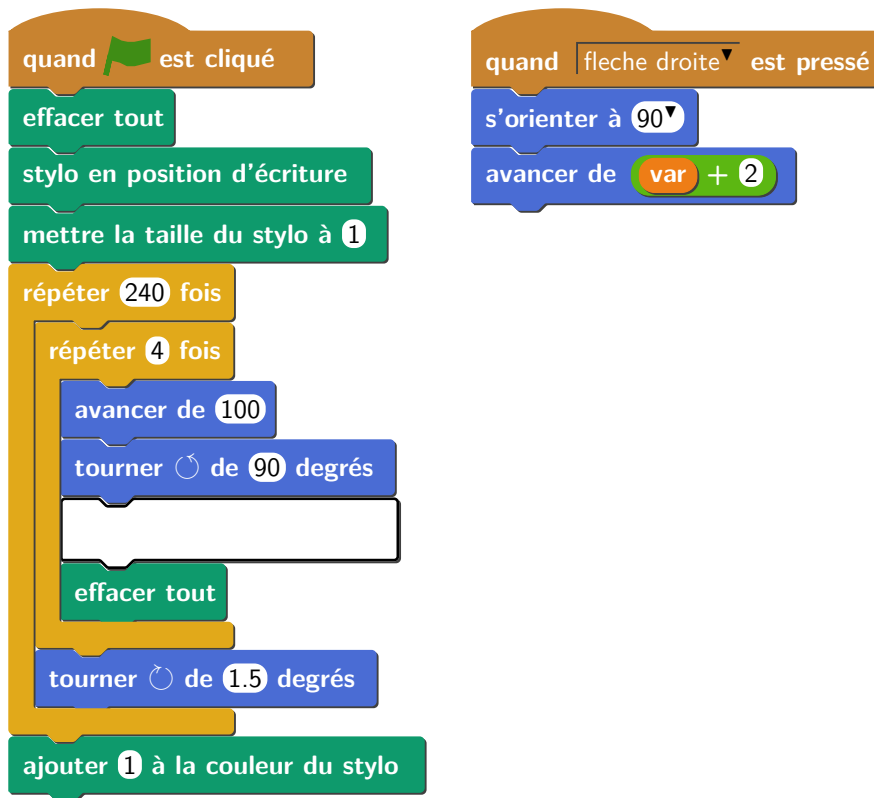 quand est cliqué
effacer tout
stylo en position d'écriture
mettre la taille du stylo à 1
répéter 240 fois
répéter 4 fois
avancer de 100
tourner de 90 degrés
effacer tout
tourner de 1.5 degrés
ajouter 1 à la couleur du stylo
quand fleche droite est pressé
s'orienter à 90
avancer de var + 2